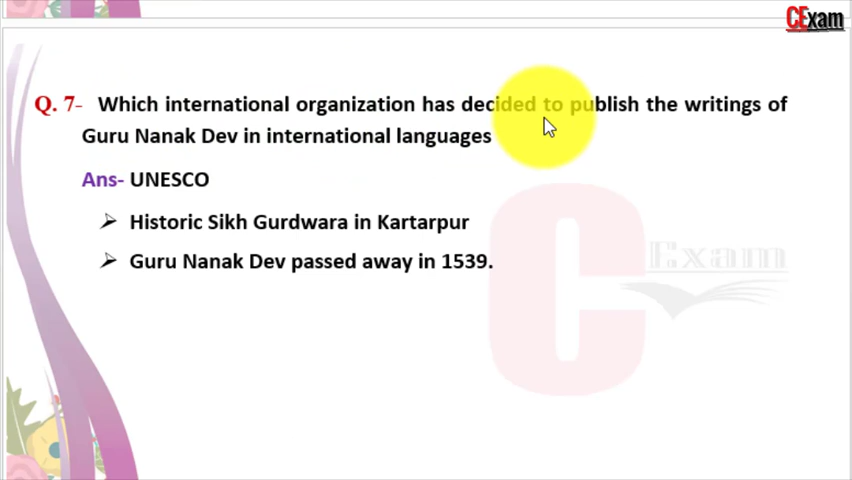 CExam
Q. 7- Which international organization has decided to publish the writings of
Guru Nanak Dev in international languages
Ans- UNESCO
➢ Historic Sikh Gurdwara in Kartarpur
➢ Guru Nanak Dev passed away in 1539.
C Exam